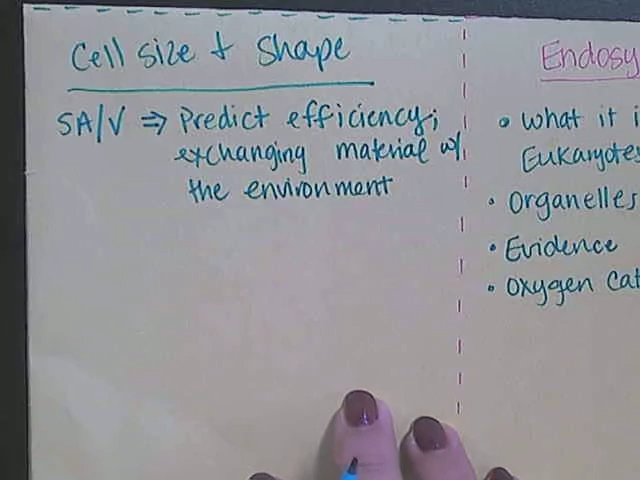 Cell size + shape
SA/V ⇒ Predict efficiency;
exchanging material w/
the environment
Endosy
• What it i
Eukaryotes
• Organelles
• Evidence
• Oxygen Cat